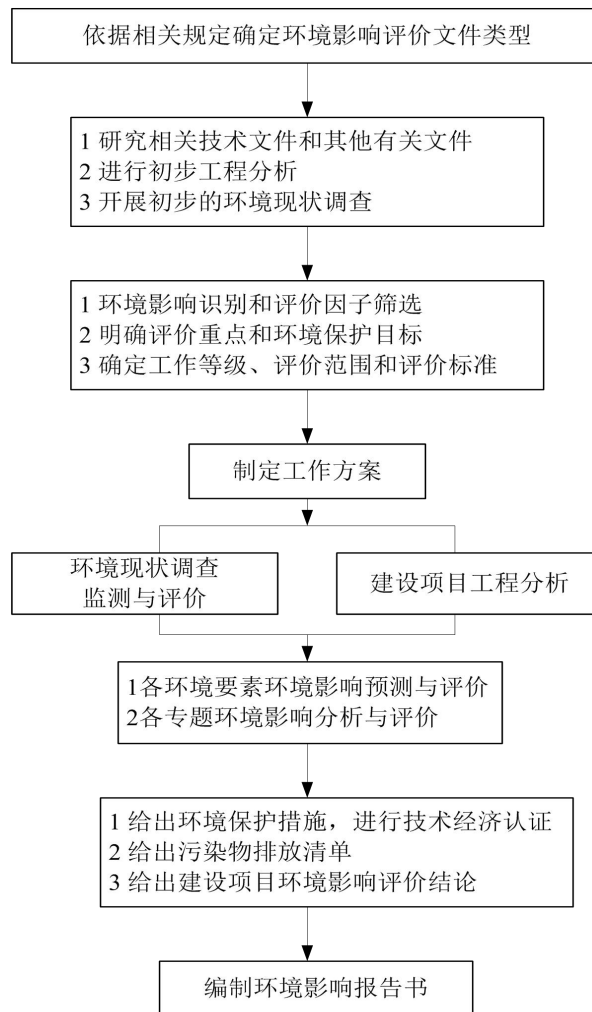 依据相关规定确定环境影响评价文件类型
1 研究相关技术文件和其他有关文件
2 进行初步工程分析
3 开展初步的环境现状调查
1 环境影响识别和评价因子筛选
2 明确评价重点和环境保护目标
3 确定工作等级、评价范围和评价标准
制定工作方案
环境现状调查
监测与评价
建设项目工程分析
1各环境要素环境影响预测与评价
2各专题环境影响分析与评价
1 给出环境保护措施，进行技术经济认证
2 给出污染物排放清单
3 给出建设项目环境影响评价结论
编制环境影响报告书